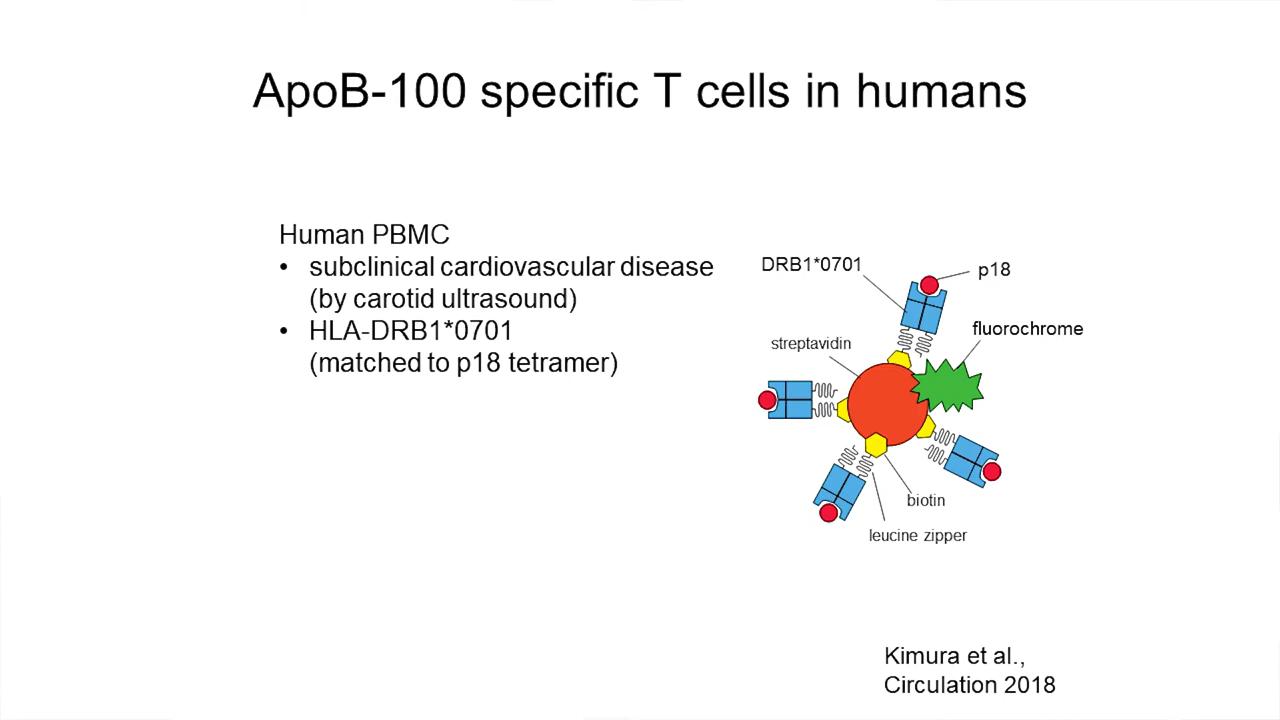 ApoB-100 specific T cells in humans
Human PBMC
• subclinical cardiovascular disease
(by carotid ultrasound)
• HLA-DRB1*0701
(matched to p18 tetramer)
DRB1*0701
p18
fluorochrome
streptavidin
biotin
leucine zipper
Kimura et al.,
Circulation 2018